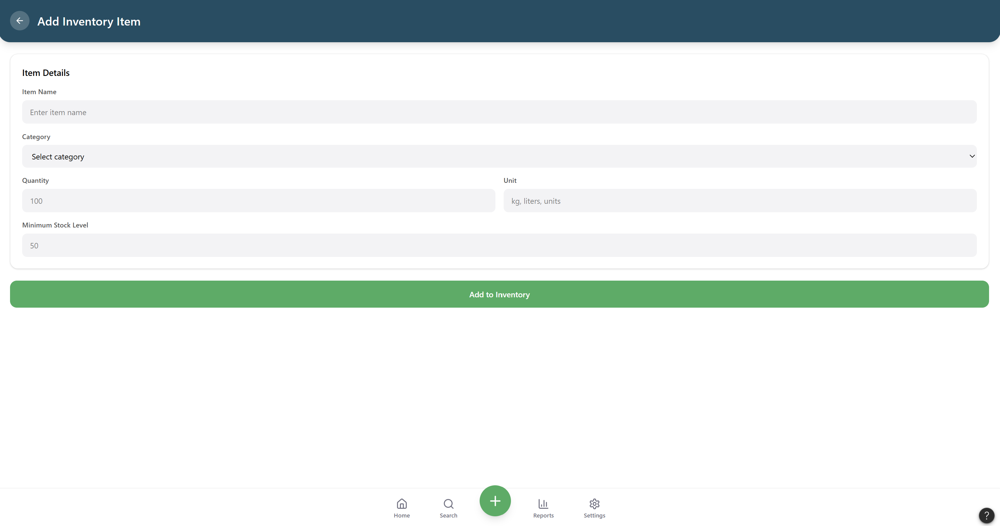 Add Inventory Item
Item Details
Item Name
Enter item name
Category
Select category
Quantity
Unit
100
kg, liters, units
Minimum Stock Level
50
Add to Inventory
Home
Search
Reports
Settings
?